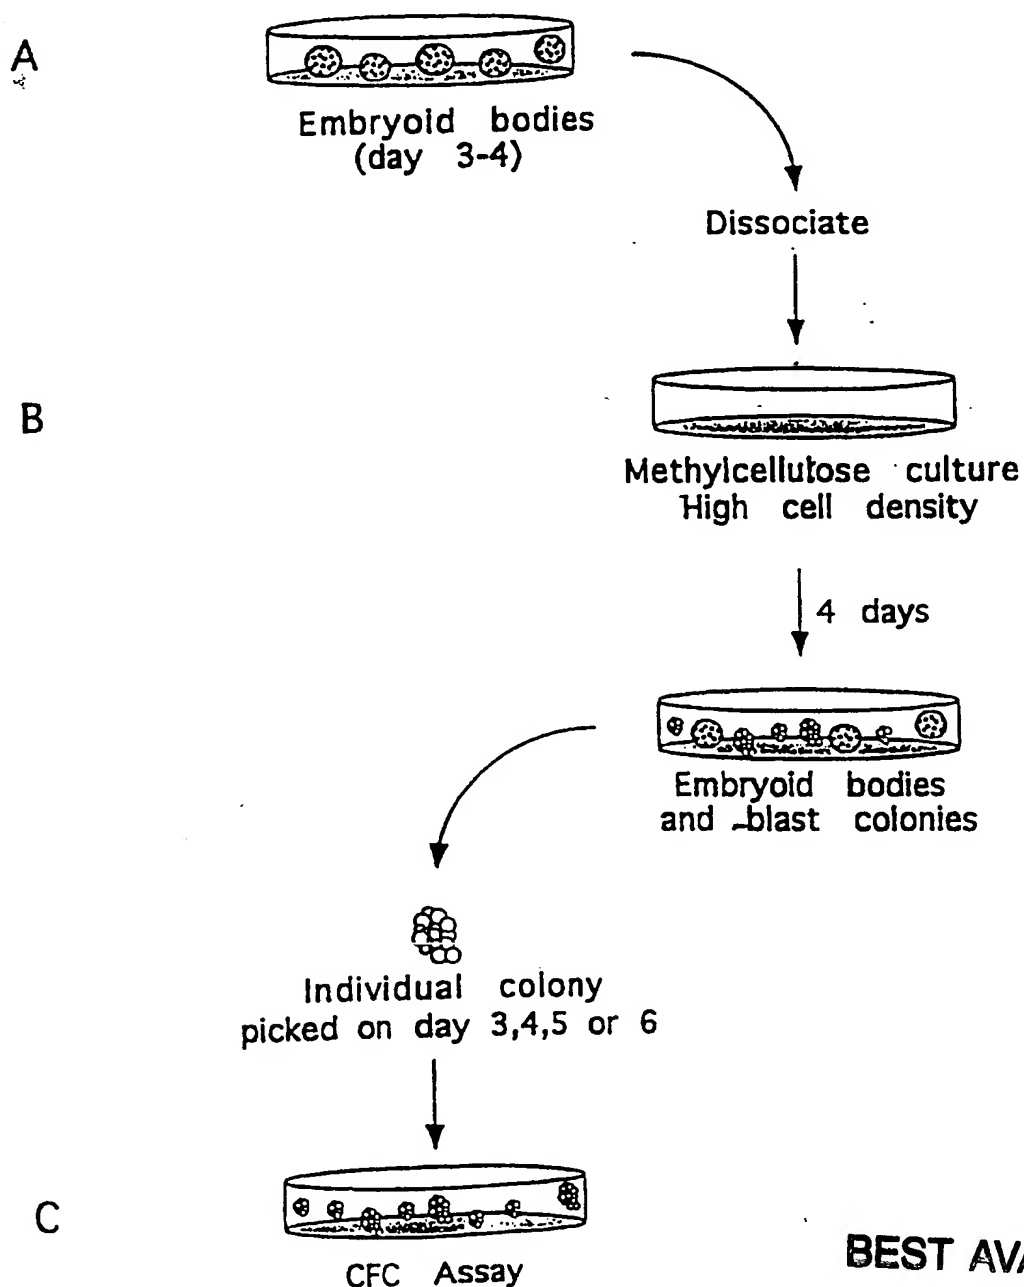 A
Embryoid bodies
(day 3-4)
Dissociate
B
Methylcellulose culture
High cell density
4 days
Embryoid bodies
and blast colonies
Individual colony
picked on day 3,4,5 or 6
C
CFC Assay
BEST AVA